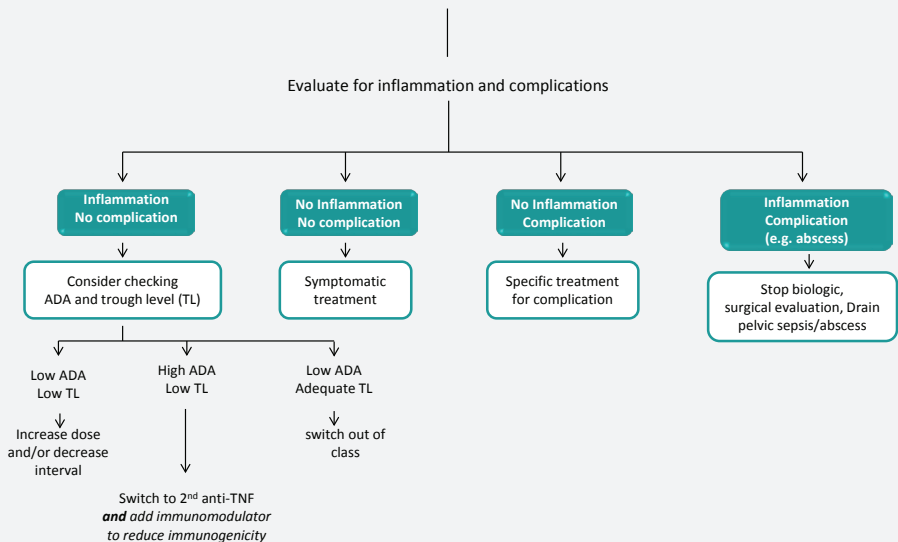 Evaluate for inflammation and complications
Inflammation
No complication
No Inflammation
No complication
No Inflammation
Complication
Inflammation
Complication
(e.g. abscess)
Consider checking
ADA and trough level (TL)
Symptomatic
treatment
Specific treatment
for complication
Stop biologic,
surgical evaluation, Drain
pelvic sepsis/abscess
Low ADA
Low TL
High ADA
Low TL
Low ADA
Adequate TL
Increase dose
and/or decrease
interval
switch out of
class
Switch to 2nd anti-TNF
and add immunomodulator
to reduce immunogenicity